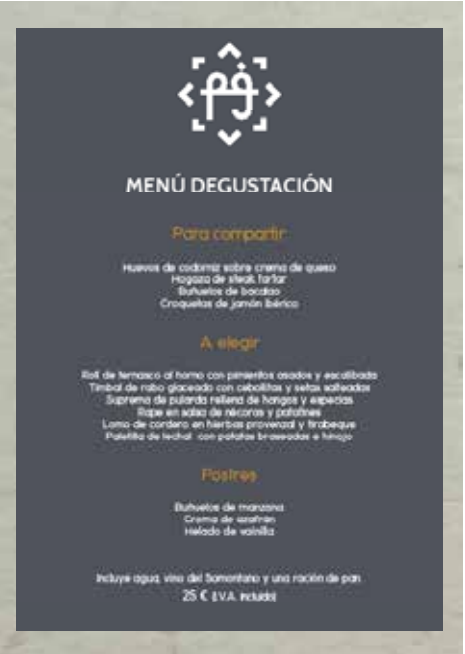 MENÚ DEGUSTACIÓN
Para compartir
Huevos de codorniz sobre crema de queso
Hogaza de steak tartar
Buñuelos de bacalao
Croquetas de jamón ibérico
A elegir
Roll de ternasco al horno con pimientos asados y escalibada
Timbal de rabo glaceado con cebollitas y setas salteadas
Suprema de pularda rellena de hongos y especias
Rape en salsa de nécoras y patatines
Lomo de cordero en hierbas provenzal y tirabeque
Paletilla de lechal con patatas braseadas e hinojo
Postres
Buñuelos de manzana
Crema de azafrán
Helado de vainilla
Incluye agua, vino del Somontano y una ración de pan
25 € (I.V.A. incluido)